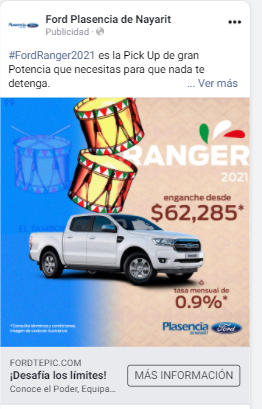 Ford Plasencia de Nayarit
Publicidad ·
#FordRanger2021 es la Pick Up de gran
Potencia que necesitas para que nada te
detenga.
... Ver más
RANGER
2021
enganche desde
$62,285*
EL TAMBOR
ó
tasa mensual de
0.9%*
*Consulta términos y condiciones.
Imagen de carácter ilustrativo
Plasencia
Ford
FORDTEPIC.COM
¡Desafía los límites!
Conoce el Poder, Equipa...
MÁS INFORMACIÓN